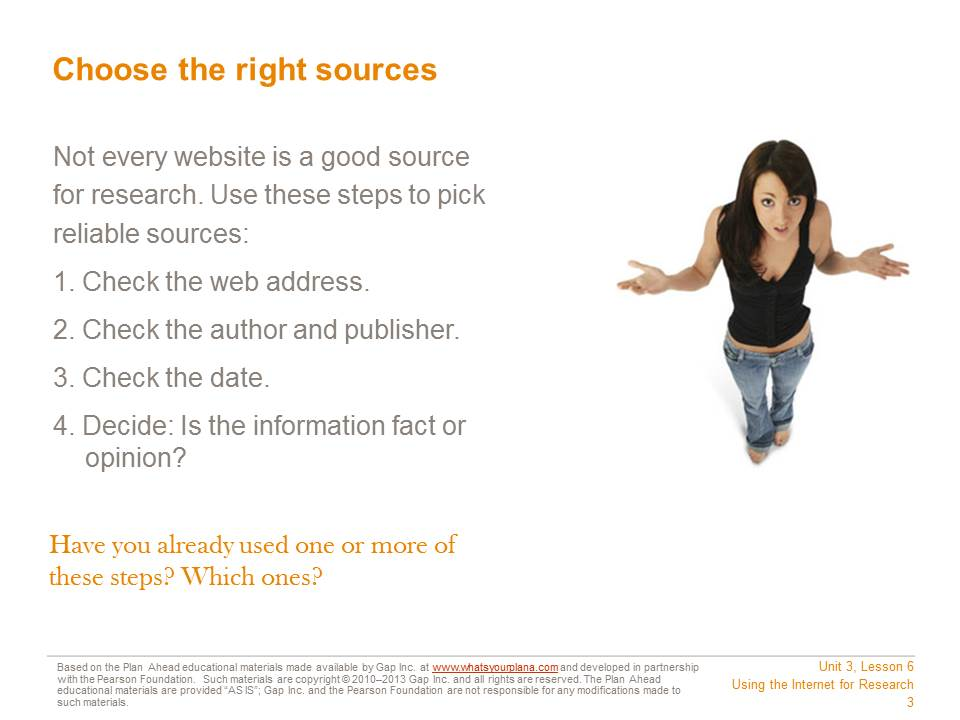 Choose the right sources
Not every website is a good source
for research. Use these steps to pick
reliable sources:
1. Check the web address.
2. Check the author and publisher.
3. Check the date.
4. Decide: Is the information fact or
opinion?
Have you already used one or more of
these steps? Which ones?
Based on the Plan Ahead educational materials made available by Gap Inc. at www.whatsyourplana.com and developed in partnership
with the Pearson Foundation. Such materials are copyright © 2010–2013 Gap Inc. and all rights are reserved. The Plan Ahead
educational materials are provided “AS IS”; Gap Inc. and the Pearson Foundation are not responsible for any modifications made to
such materials.
Unit 3, Lesson 6
Using the Internet for Research
3